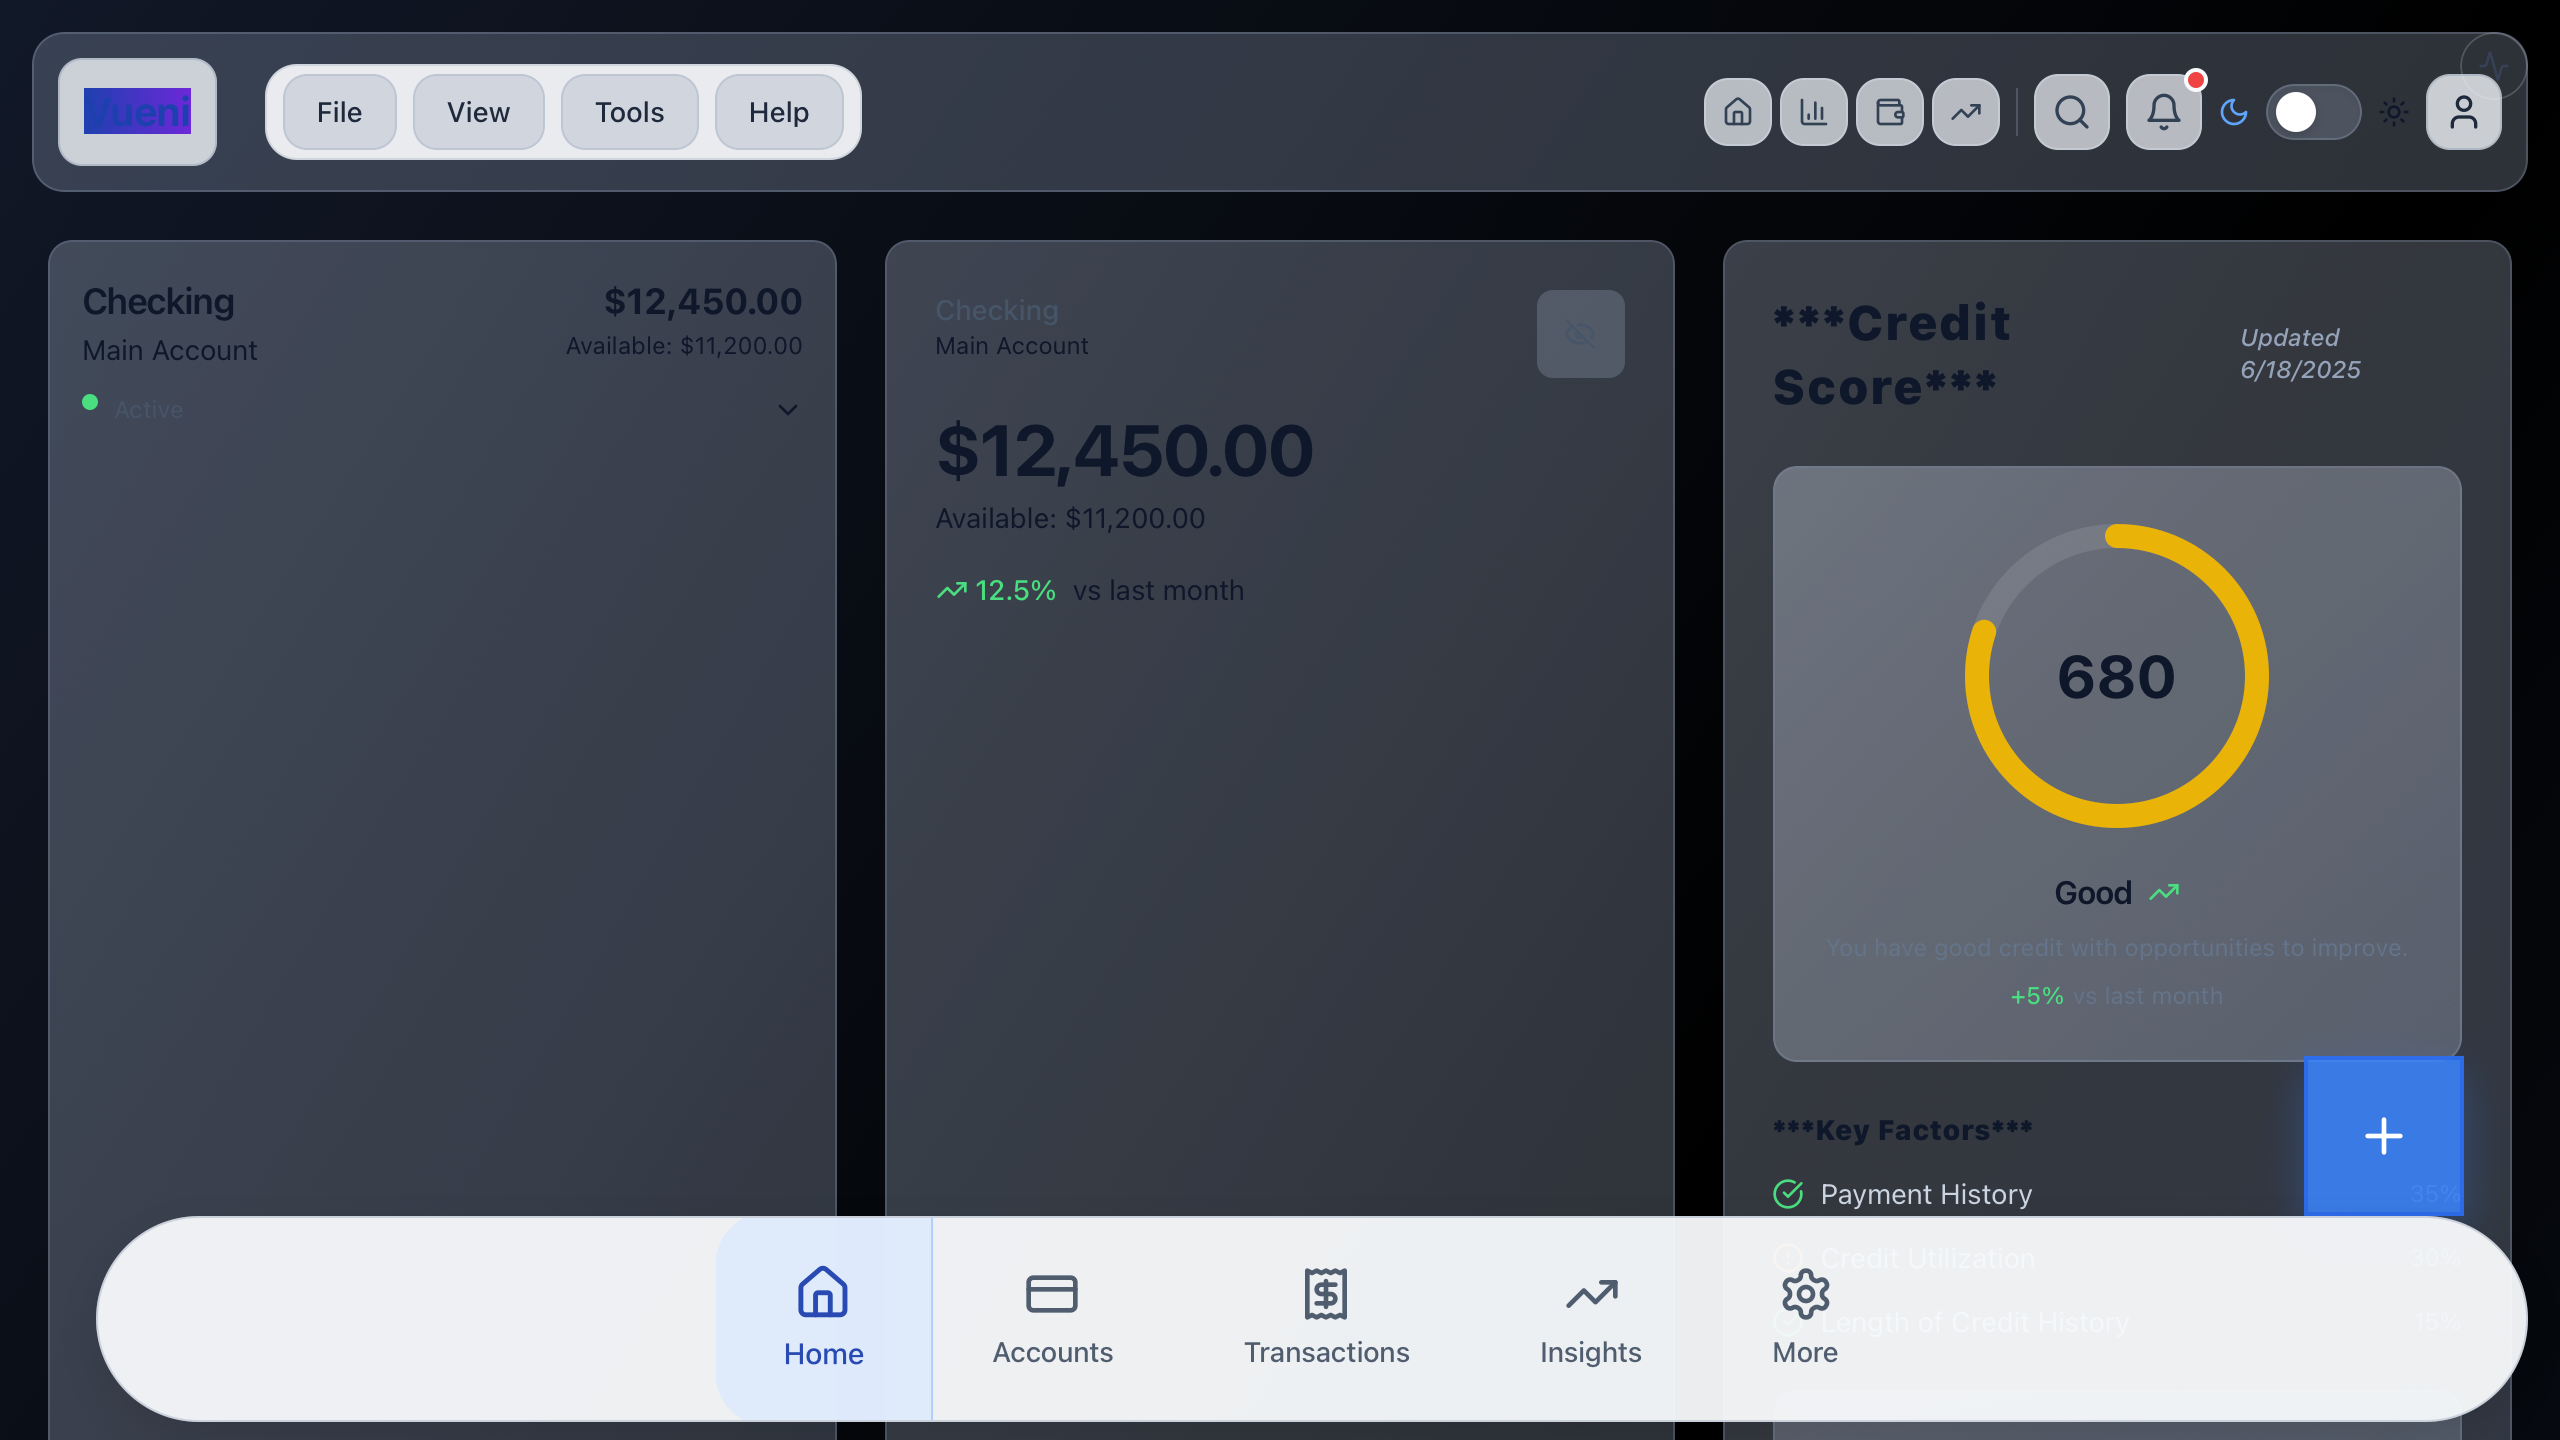 Vueni
File View Tools Help
Checking
Main Account
Active
$12,450.00
Available: $11,200.00
Checking
Main Account
$12,450.00
Available: $11,200.00
12.5% vs last month
***Credit
Score***
Updated
6/18/2025
680
Good
You have good credit with opportunities to improve.
+5% vs last month
***Key Factors***
Payment History 35%
Credit Utilization 30%
Length of Credit History 15%
Home Accounts Transactions Insights More